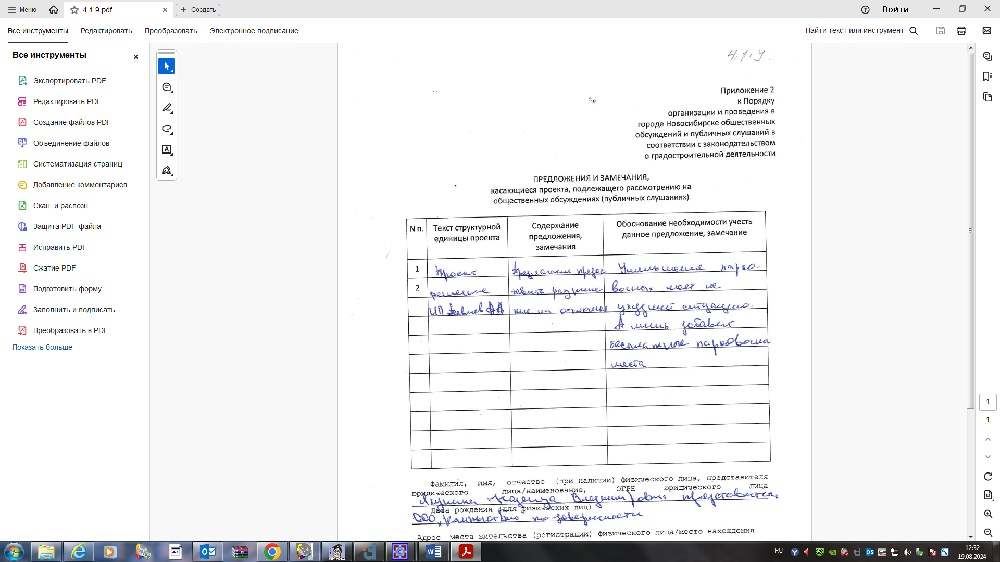 Меню
4.1.9.pdf
Создать
Войти
Все инструменты
Редактировать
Преобразовать
Электронное подписание
Найти текст или инструмент
Все инструменты
Экспортировать PDF
Редактировать PDF
Создание файлов PDF
Объединение файлов
Систематизация страниц
Добавление комментариев
Скан. и распозн.
Защита PDF-файла
Исправить PDF
Сжатие PDF
Подготовить форму
Заполнить и подписать
Преобразовать в PDF
Показать больше
4.1.9.
Приложение 2
к Порядку
организации и проведения в
городе Новосибирске общественных
обсуждений и публичных слушаний в
соответствии с законодательством
о градостроительной деятельности
ПРЕДЛОЖЕНИЯ И ЗАМЕЧАНИЯ,
касающиеся проекта, подлежащего рассмотрению на
общественных обсуждениях (публичных слушаниях)
N п. Текст структурной единицы проекта Содержание предложения, замечания Обоснование необходимости учесть данное предложение, замечание
1 Проект Предлагаем предос Уменьшение парко-
2 решение тавить разреше- вочных мест не
ИП ние на отклонение ухудшит ситуацию.
А лишь добавит
бесплатные парковочные
места
Фамилия, имя, отчество (при наличии) физического лица, представителя
юридического лица/наименование, ОГРН юридического лица
Надежда Владимировна представитель
Дата рождения (для физических лиц)
ООО по доверенности
Адрес места жительства (регистрации) физического лица/место нахождения
1
1
RU
12:32
19.08.2024